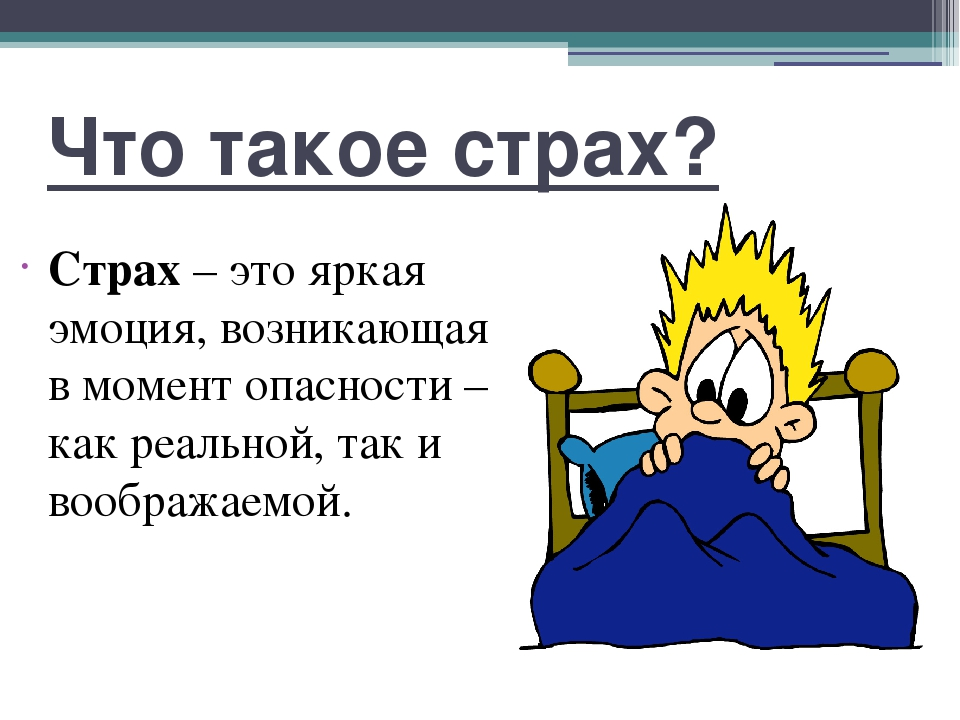 Что такое страх?
Страх – это яркая
эмоция, возникающая
в момент опасности –
как реальной, так и
воображаемой.